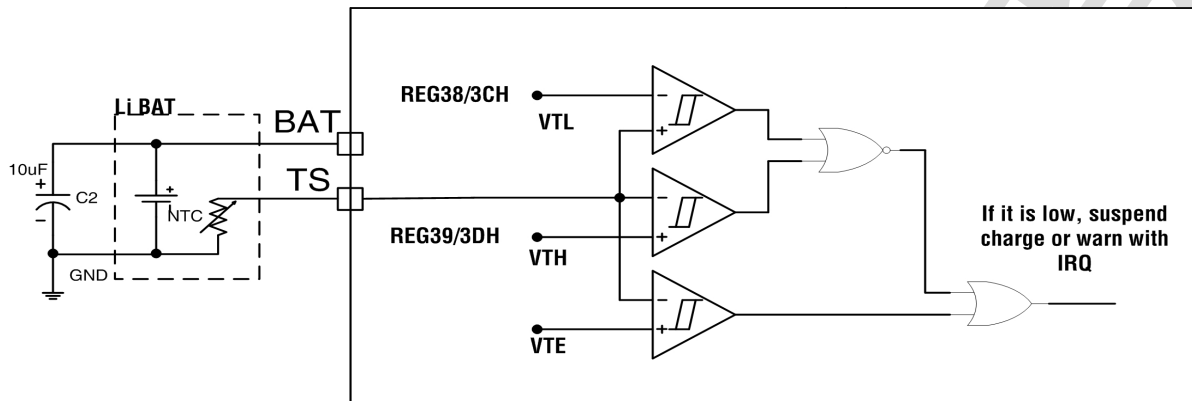 REG38/3CH
VTL
Li BAT
BAT
10uF
+
C2
-
+
NTC
TS
GND
REG39/3DH
VTH
VTE
-
+
-
+
-
+
If it is low, suspend
charge or warn with
IRQ